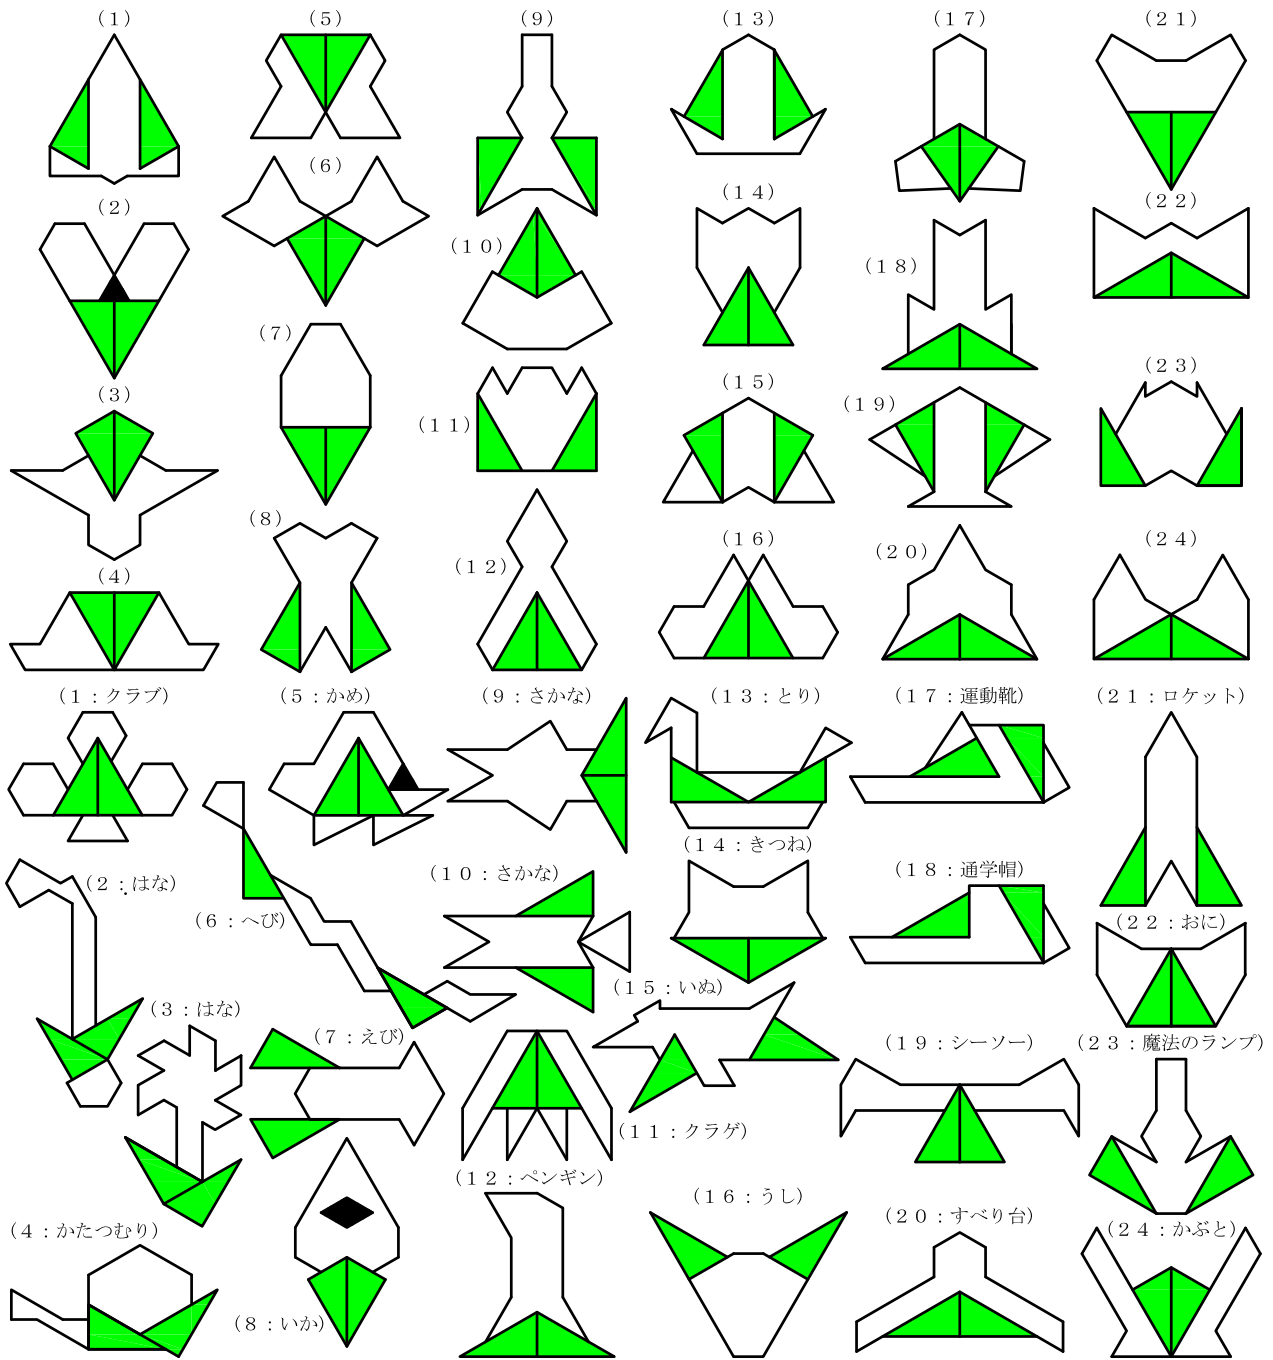 (１)
(５)
(９)
(１３)
(１７)
(２１)
(６)
(１４)
(２２)
(２)
(１０)
(１８)
(７)
(２３)
(３)
(１５)
(１９)
(１１)
(８)
(１６)
(２４)
(２０)
(１２)
(４)
(１：クラブ)
(５：かめ)
(９：さかな)
(１３：とり)
(１７：運動靴)
(２１：ロケット)
(１４：きつね)
(２：はな)
(１０：さかな)
(１８：通学帽)
(６：へび)
(２２：おに)
(１５：いぬ)
(３：はな)
(７：えび)
(１９：シーソー)
(２３：魔法のランプ)
(１１：クラゲ)
(１２：ペンギン)
(１６：うし)
(２０：すべり台)
(４：かたつむり)
(２４：かぶと)
(８：いか)